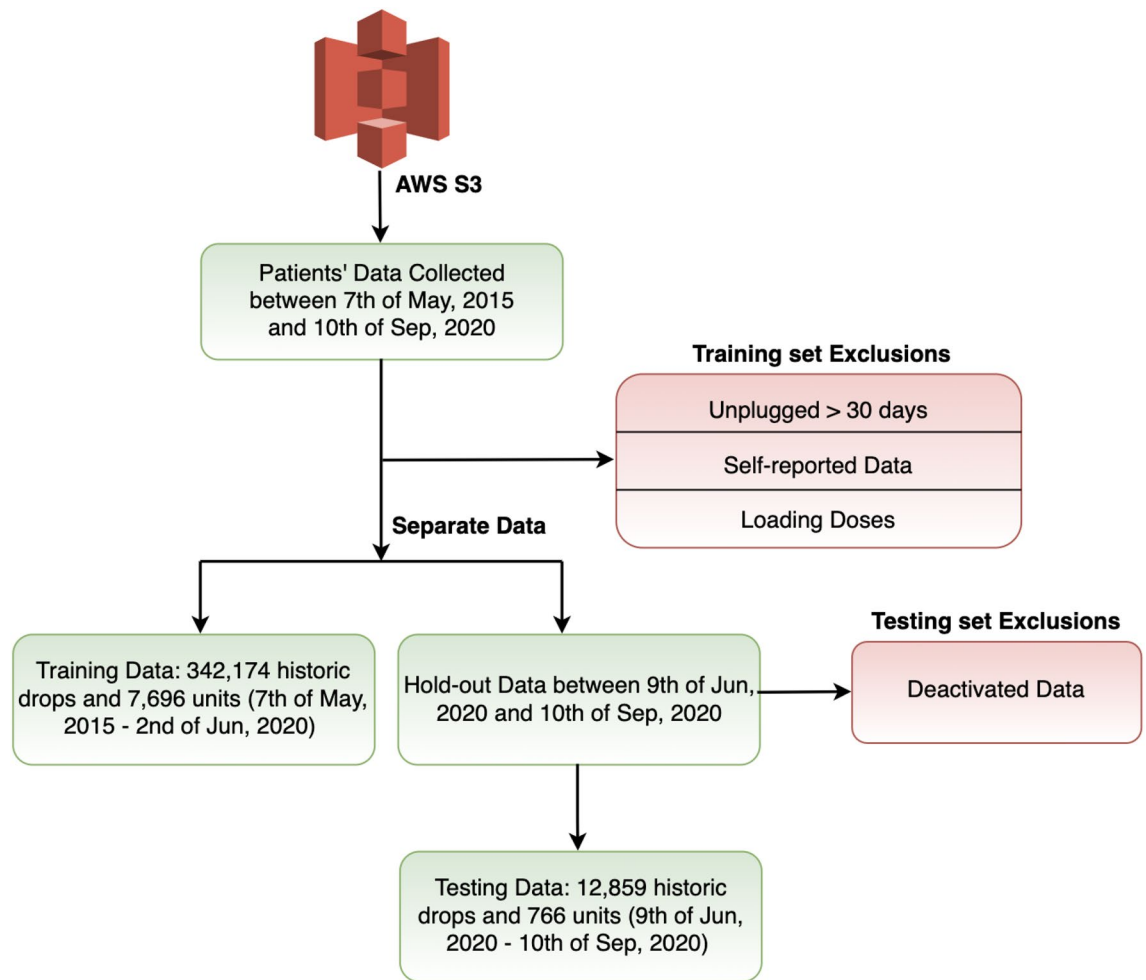 AWS S3
Patients' Data Collected
between 7th of May, 2015
and 10th of Sep, 2020
Training set Exclusions
Unplugged > 30 days
Self-reported Data
Loading Doses
Separate Data
Training Data: 342,174 historic
drops and 7,696 units (7th of May,
2015 - 2nd of Jun, 2020)
Hold-out Data between 9th of Jun,
2020 and 10th of Sep, 2020
Testing set Exclusions
Deactivated Data
Testing Data: 12,859 historic
drops and 766 units (9th of Jun,
2020 - 10th of Sep, 2020)